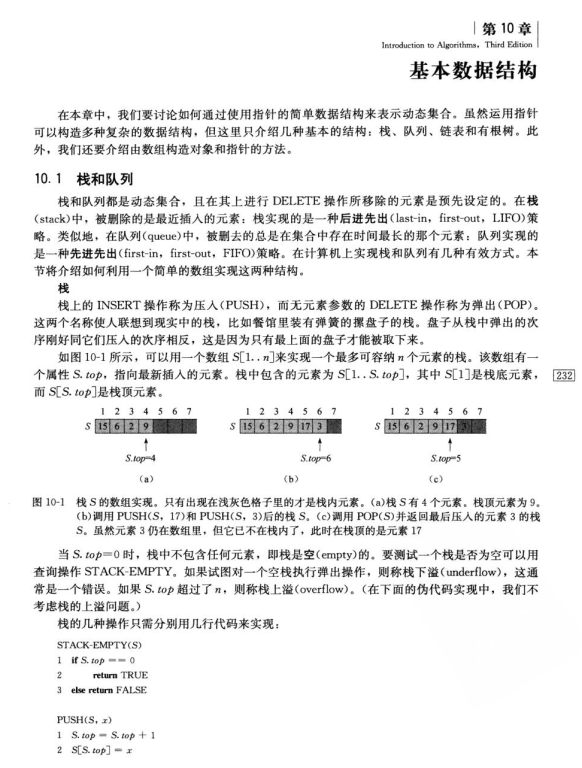 第 10 章
Introduction to Algorithms, Third Edition
基本数据结构
在本章中，我们要讨论如何通过使用指针的简单数据结构来表示动态集合。虽然运用指针
可以构造多种复杂的数据结构，但这里只介绍几种基本的结构：栈、队列、链表和有根树。此
外，我们还要介绍由数组构造对象和指针的方法。
10.1 栈和队列
栈和队列都是动态集合，且在其上进行 DELETE 操作所移除的元素是预先设定的。在栈
(stack)中，被删除的是最近插入的元素：栈实现的是一种后进先出(last-in，first-out，LIFO)策
略。类似地，在队列(queue)中，被删去的总是在集合中存在时间最长的那个元素：队列实现的
是一种先进先出(first-in，first-out，FIFO)策略。在计算机上实现栈和队列有几种有效方式。本
节将介绍如何利用一个简单的数组实现这两种结构。
栈
栈上的 INSERT 操作称为压入(PUSH)，而无元素参数的 DELETE 操作称为弹出(POP)。
这两个名称使人联想到现实中的栈，比如餐馆里装有弹簧的摞盘子的栈。盘子从栈中弹出的次
序刚好同它们压入的次序相反，这是因为只有最上面的盘子才能被取下来。
如图 10-1 所示，可以用一个数组 S[1..n]来实现一个最多可容纳 n 个元素的栈。该数组有一
个属性 S.top，指向最新插入的元素。栈中包含的元素为 S[1..S.top]，其中 S[1]是栈底元素， 232
而 S[S.top]是栈顶元素。
1 2 3 4 5 6 7
S 15 6 2 9
S.top=4
(a)
1 2 3 4 5 6 7
S 15 6 2 9 17 3
S.top=6
(b)
1 2 3 4 5 6 7
S 15 6 2 9 17 3
S.top=5
(c)
图 10-1 栈 S 的数组实现。只有出现在浅灰色格子里的才是栈内元素。(a)栈 S 有 4 个元素。栈顶元素为 9。
(b)调用 PUSH(S，17)和 PUSH(S，3)后的栈 S。(c)调用 POP(S)并返回最后压入的元素 3 的栈
S。虽然元素 3 仍在数组里，但它已不在栈内了，此时在栈顶的是元素 17
当 S.top=0 时，栈中不包含任何元素，即栈是空(empty)的。要测试一个栈是否为空可以用
查询操作 STACK-EMPTY。如果试图对一个空栈执行弹出操作，则称栈下溢(underflow)，这通
常是一个错误。如果 S.top 超过了 n，则称栈上溢(overflow)。(在下面的伪代码实现中，我们不
考虑栈的上溢问题。)
栈的几种操作只需分别用几行代码来实现：
STACK-EMPTY(S)
1 if S.top == 0
2 return TRUE
3 else return FALSE
PUSH(S，x)
1 S.top = S.top + 1
2 S[S.top] = x